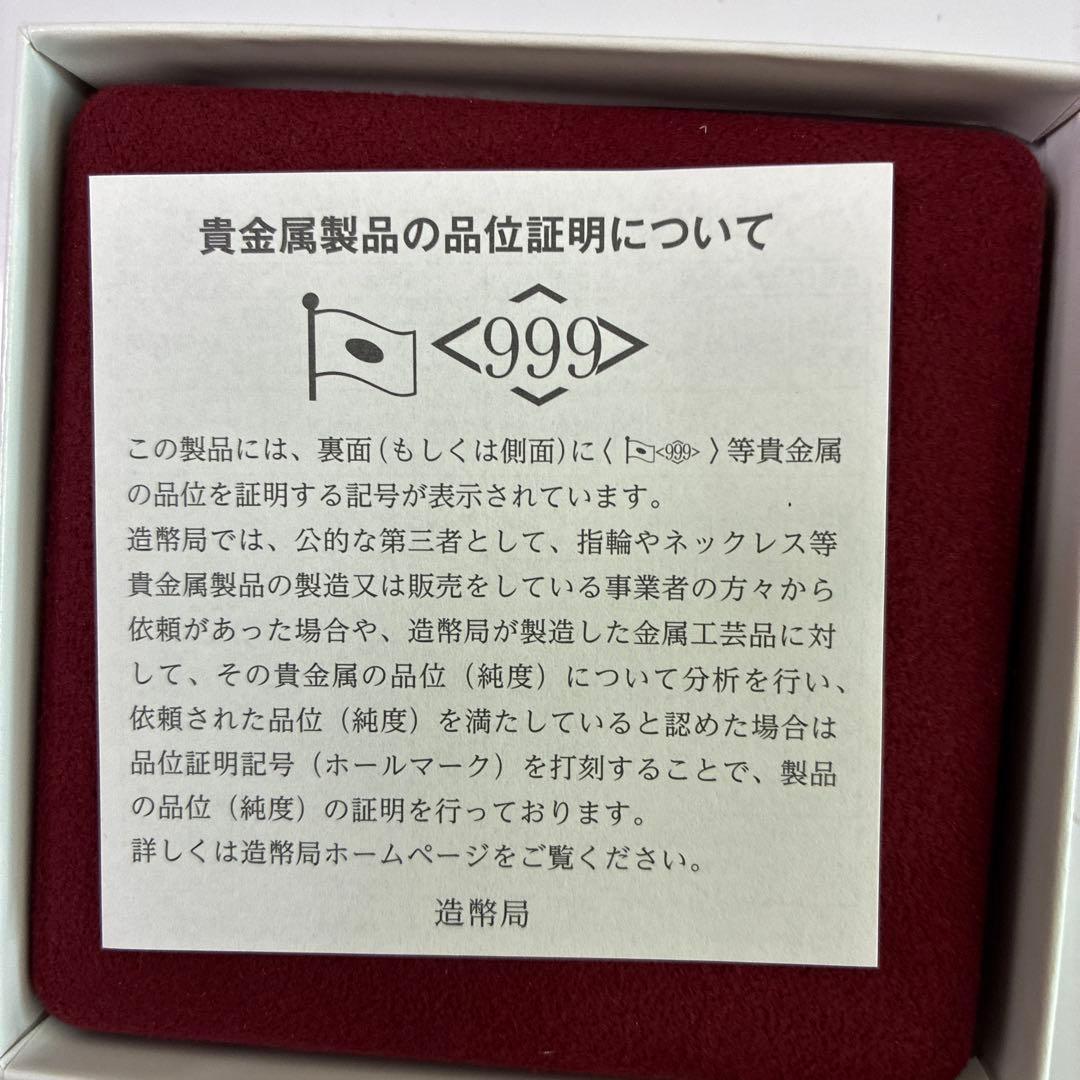 貴金属製品の品位証明について
<999>
この製品には、裏面(もしくは側面)に〈 <999> 〉等貴金属
の品位を証明する記号が表示されています。
造幣局では、公的な第三者として、指輪やネックレス等
貴金属製品の製造又は販売をしている事業者の方々から
依頼があった場合や、造幣局が製造した金属工芸品に対
して、その貴金属の品位（純度）について分析を行い、
依頼された品位（純度）を満たしていると認めた場合は
品位証明記号（ホールマーク）を打刻することで、製品
の品位（純度）の証明を行っております。
詳しくは造幣局ホームページをご覧ください。
造幣局